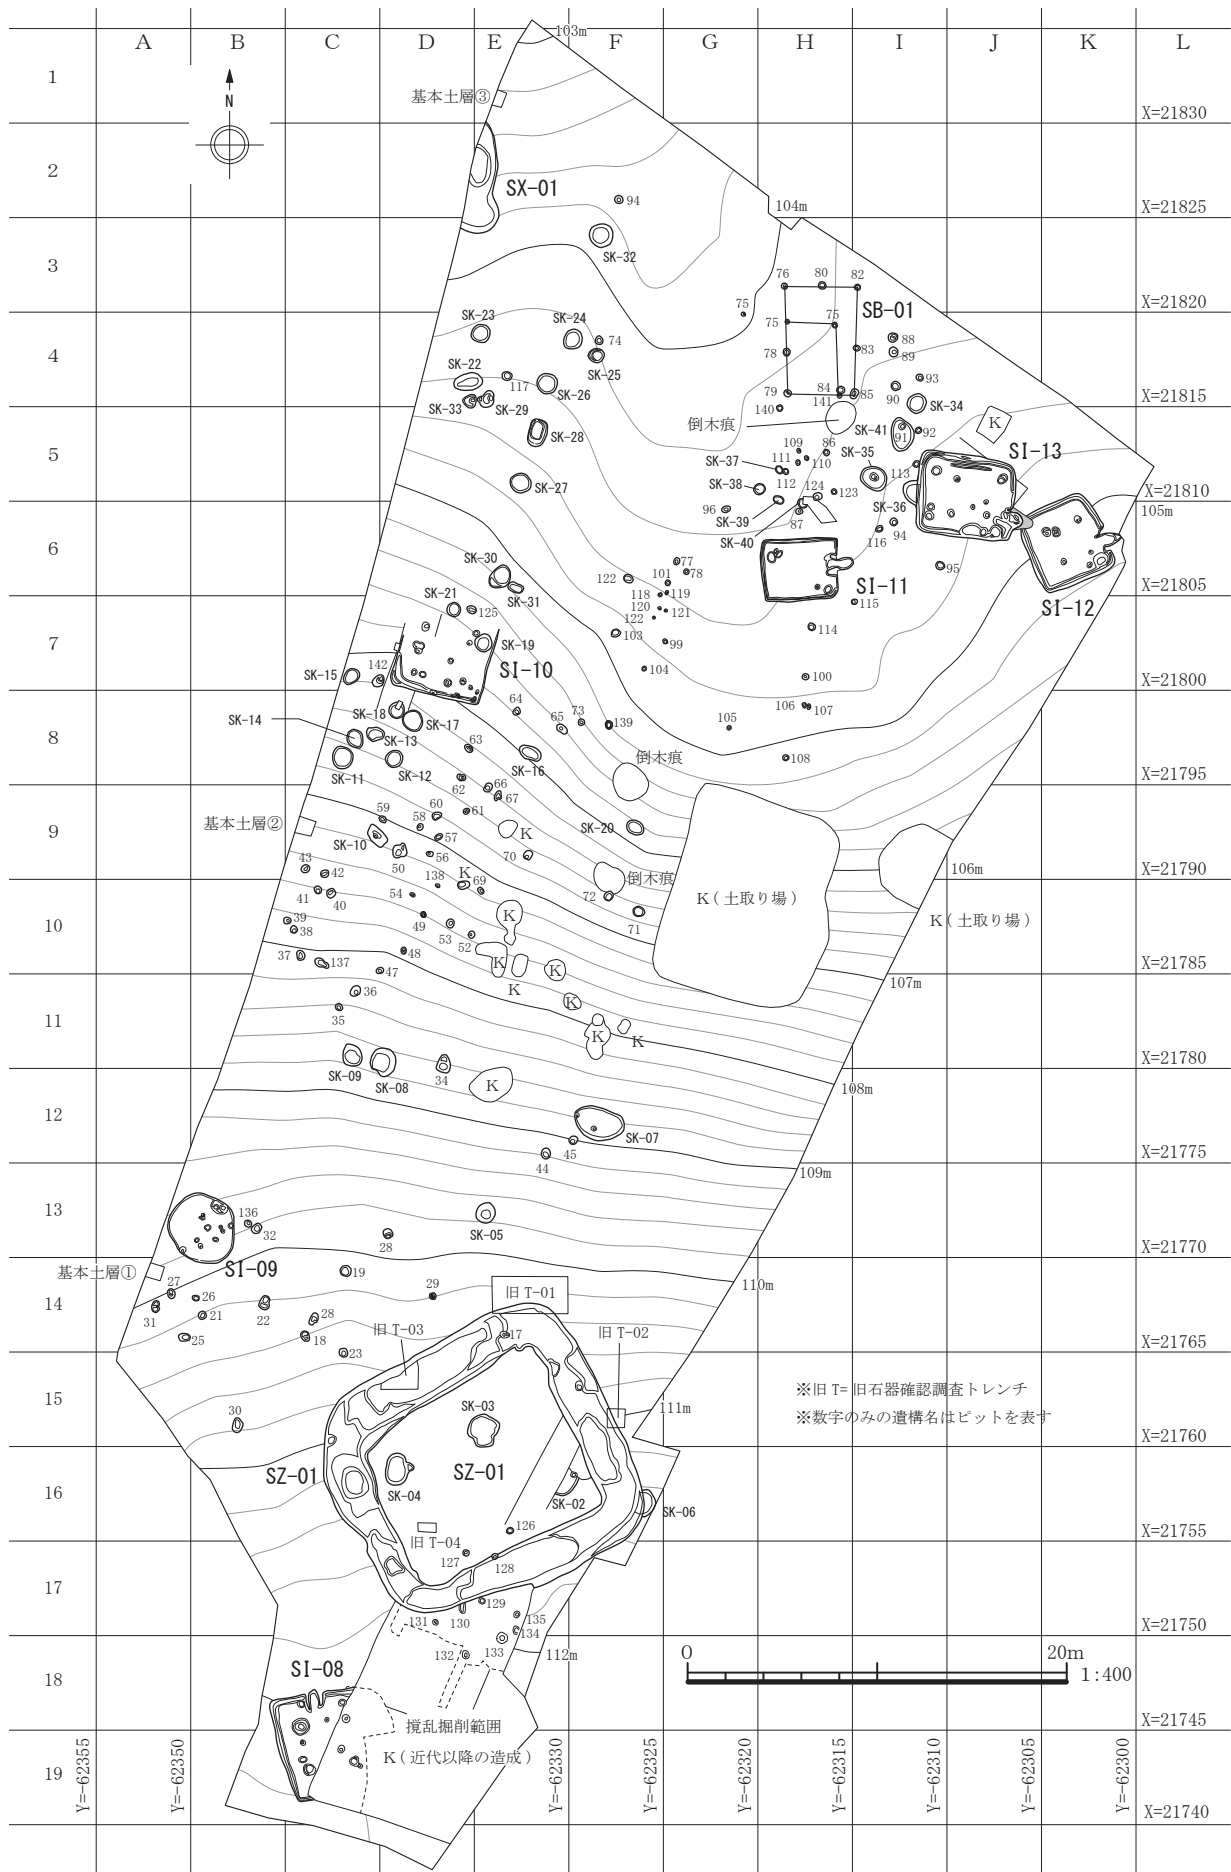 A B C D E F G H I J K L
103m
1
基本土層③
N
X=21830
2
SX-01
94
104m
X=21825
3
SK-32
76 80 82
SB-01
X=21820
SK-23 SK-24 75 75 75
4
74 88
78 83 89
SK-22 SK-25
117 SK-26 93
79 84 85 90
X=21815
SK-33 SK-29 141 SK-34
140
倒木痕 K
SK-28 SK-41 91 92
5
109 86 SI-13
SK-37 111 110 SK-35
112 113
SK-27 SK-38 124 123
X=21810
SK-39 SK-36 105m
96 87 94
SK-40 116
6
SK-30 77
78 95
122 101 SI-11
SK-31 118 119 SI-12
X=21805
SK-21 125 120 121 115
122
7
SK-19 103 99 114
SI-10
SK-15 142 104 100
X=21800
SK-18 64 106 107
SK-14 65 73 139 105
SK-17
8
SK-13 63 108
SK-11 SK-12 SK-16 倒木痕
62 66
X=21795
67
59 60 61
基本土層② 58 K SK-20
9
SK-10 57
56 70
43 50 106m
42 138 K 69 倒木痕
X=21790
72
41 40 54 K K(土取り場)
39 49 71
10
38 53 52 K(土取り場)
37 137 48 K
47 K
X=21785
36 K K 107m
35
11
K K
SK-09 SK-08 34
X=21780
K 108m
12
SK-07
45
44
X=21775
109m
13
136
32 28 SK-05
X=21770
基本土層① SI-09 19
27 110m
14
26 29 旧 T-01
31 21 22 28
25 18 旧 T-03 17 旧 T-02
X=21765
23
15
※旧 T= 旧石器確認調査トレンチ
SK-03 111m
※数字のみの遺構名はピットを表す
30
X=21760
SZ-01 SZ-01
16
SK-04 SK-02 SK-06
126
X=21755
旧 T-04
127 128
17
129
131 130 135
X=21750
134
132 133 112m
0 20m
SI-08
18
1:400
X=21745
撹乱掘削範囲
K(近代以降の造成)
19
Y=-62355 Y=-62350 Y=-62330 Y=-62325 Y=-62320 Y=-62315 Y=-62310 Y=-62305 Y=-62300
X=21740